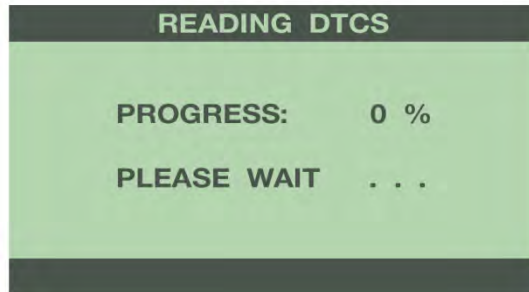 READING DTCS
PROGRESS: 0 %
PLEASE WAIT . . .